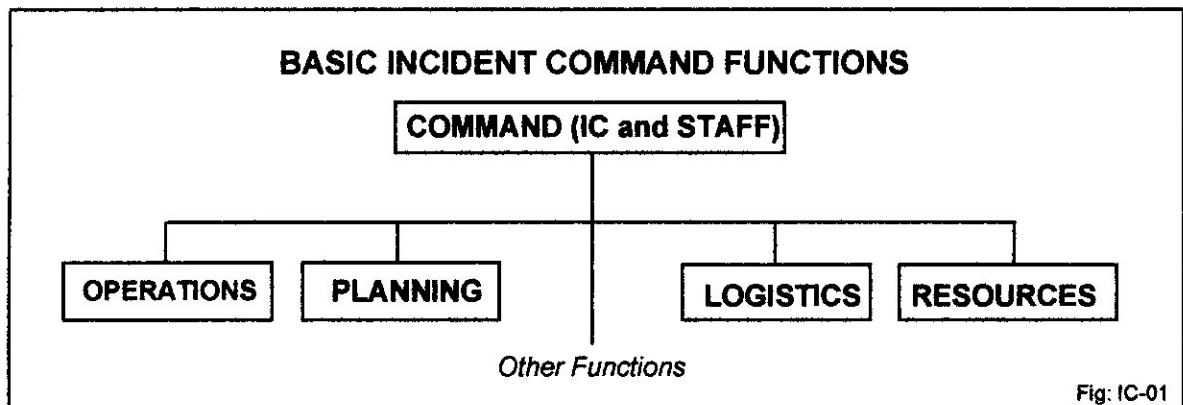 BASIC INCIDENT COMMAND FUNCTIONS
COMMAND (IC and STAFF)
OPERATIONS
PLANNING
LOGISTICS
RESOURCES
Other Functions
Fig: IC-01